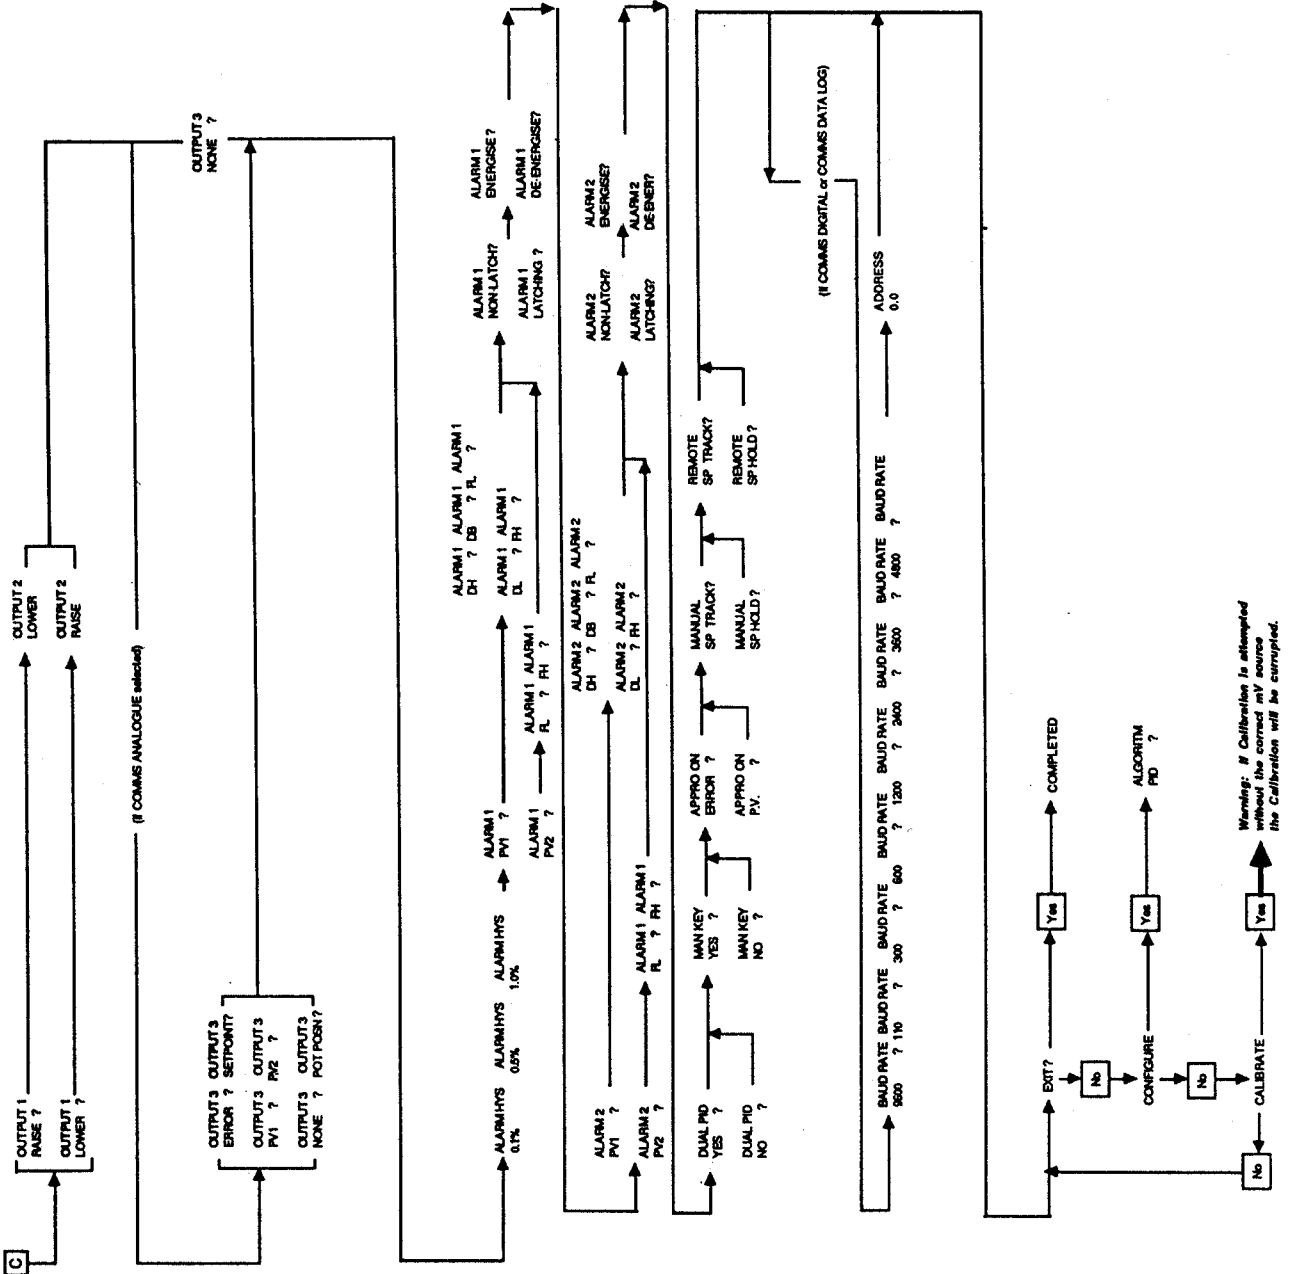 C
OUTPUT 1
RAISE ?
OUTPUT 1
LOWER ?
OUTPUT 2
LOWER
OUTPUT 2
RAISE
(If COMMS ANALOGUE selected)
OUTPUT 3
NONE ?
OUTPUT 3 OUTPUT 3
ERROR ? SETPOINT?
OUTPUT 3 OUTPUT 3
PV1 ? PV2 ?
OUTPUT 3 OUTPUT 3
NONE ? POT POSN ?
ALARM HYS ALARM HYS ALARM HYS
0.1% 0.5% 1.0%
ALARM 1
PV1 ?
ALARM 1
PV2 ?
ALARM 1 ALARM 1 ALARM 1
DH ? DB ? FL ?
ALARM 1 ALARM 1
DL ? FH ?
ALARM 1 ALARM 1
FL ? FH ?
ALARM 1
NON-LATCH?
ALARM 1
LATCHING ?
ALARM 1
ENERGISE?
ALARM 1
DE-ENERGISE?
ALARM 2
PV1 ?
ALARM 2
PV2 ?
ALARM 2 ALARM 2 ALARM 2
DH ? DB ? FL ?
ALARM 2 ALARM 2
DL ? FH ?
ALARM 1 ALARM 1
FL ? FH ?
ALARM 2
NON-LATCH?
ALARM 2
LATCHING?
ALARM 2
ENERGISE?
ALARM 2
DE-ENER?
DUAL PID
YES ?
DUAL PID
NO ?
MAN KEY
YES ?
MAN KEY
NO ?
APPRO ON
ERROR ?
APPRO ON
P.V. ?
MANUAL
SP TRACK?
MANUAL
SP HOLD ?
REMOTE
SP TRACK?
REMOTE
SP HOLD ?
(If COMMS DIGITAL or COMMS DATA LOG)
BAUD RATE BAUD RATE BAUD RATE BAUD RATE BAUD RATE BAUD RATE BAUD RATE BAUD RATE
9600 ? 110 ? 300 ? 600 ? 1200 ? 2400 ? 3600 ? 4800 ?
ADDRESS
0.0
EXIT ?
Yes
COMPLETED
No
CONFIGURE
Yes
ALGORITM
PID ?
No
CALIBRATE
Yes
No
Warning: If Calibration is attempted
without the correct mV source
the Calibration will be currupted.